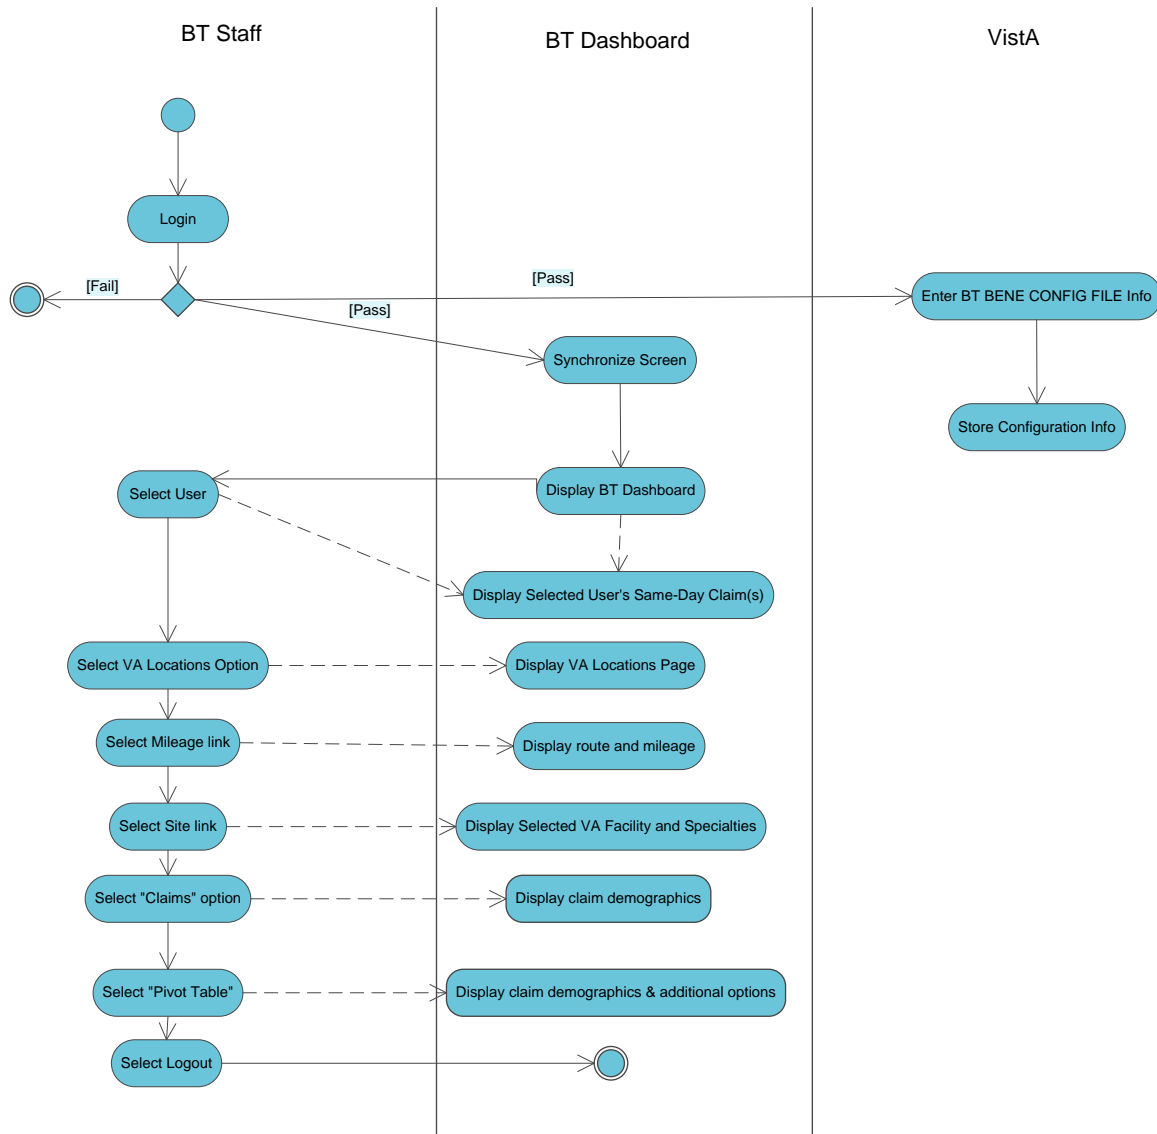 BT Staff
BT Dashboard
VistA
Login
[Fail]
[Pass]
[Pass]
Enter BT BENE CONFIG FILE Info
Synchronize Screen
Store Configuration Info
Select User
Display BT Dashboard
Display Selected User's Same-Day Claim(s)
Select VA Locations Option
Display VA Locations Page
Select Mileage link
Display route and mileage
Select Site link
Display Selected VA Facility and Specialties
Select "Claims" option
Display claim demographics
Select "Pivot Table"
Display claim demographics & additional options
Select Logout